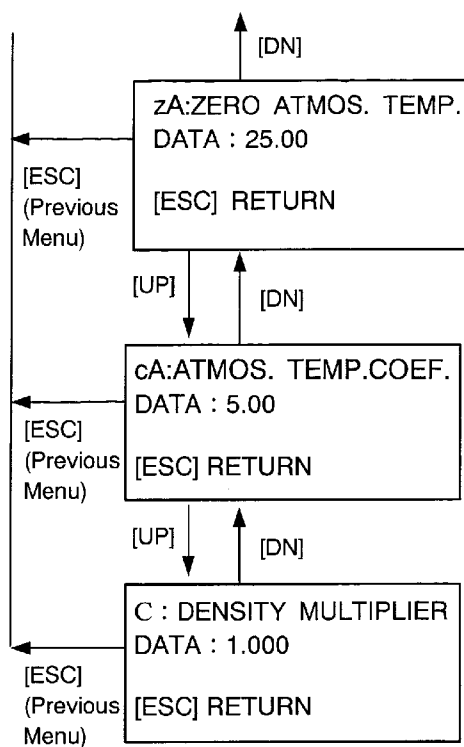 [DN]
zA:ZERO ATMOS. TEMP.
DATA : 25.00
[ESC]
(Previous
Menu)
[ESC] RETURN
[UP]
[DN]
cA:ATMOS. TEMP.COEF.
DATA : 5.00
[ESC]
(Previous
Menu)
[ESC] RETURN
[UP]
[DN]
C : DENSITY MULTIPLIER
DATA : 1.000
[ESC]
(Previous
Menu)
[ESC] RETURN